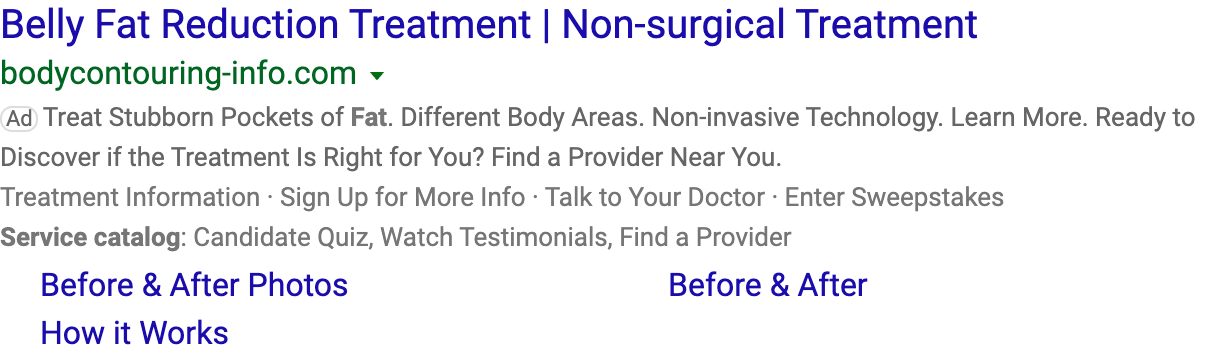 Belly Fat Reduction Treatment | Non-surgical Treatment
bodycontouring-info.com
Ad Treat Stubborn Pockets of Fat. Different Body Areas. Non-invasive Technology. Learn More. Ready to
Discover if the Treatment Is Right for You? Find a Provider Near You.
Treatment Information · Sign Up for More Info · Talk to Your Doctor · Enter Sweepstakes
Service catalog: Candidate Quiz, Watch Testimonials, Find a Provider
Before & After Photos Before & After
How it Works